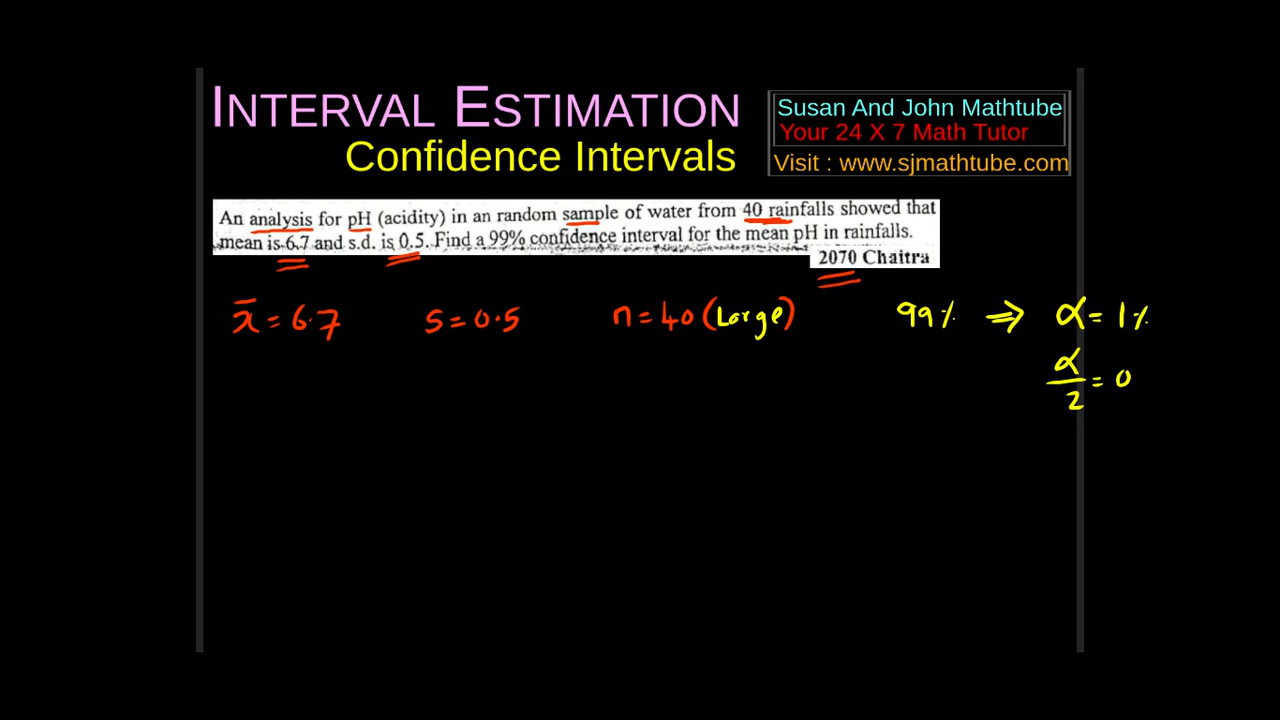 INTERVAL ESTIMATION
Confidence Intervals
Susan And John Mathtube
Your 24 X 7 Math Tutor
Visit : www.sjmathtube.com
An analysis for pH (acidity) in an random sample of water from 40 rainfalls showed that
mean is 6.7 and s.d. is 0.5. Find a 99% confidence interval for the mean pH in rainfalls.
2070 Chaitra
x̄ = 6.7 s = 0.5 n = 40 (Large) 99% ⇒ α = 1%
α/2 = 0